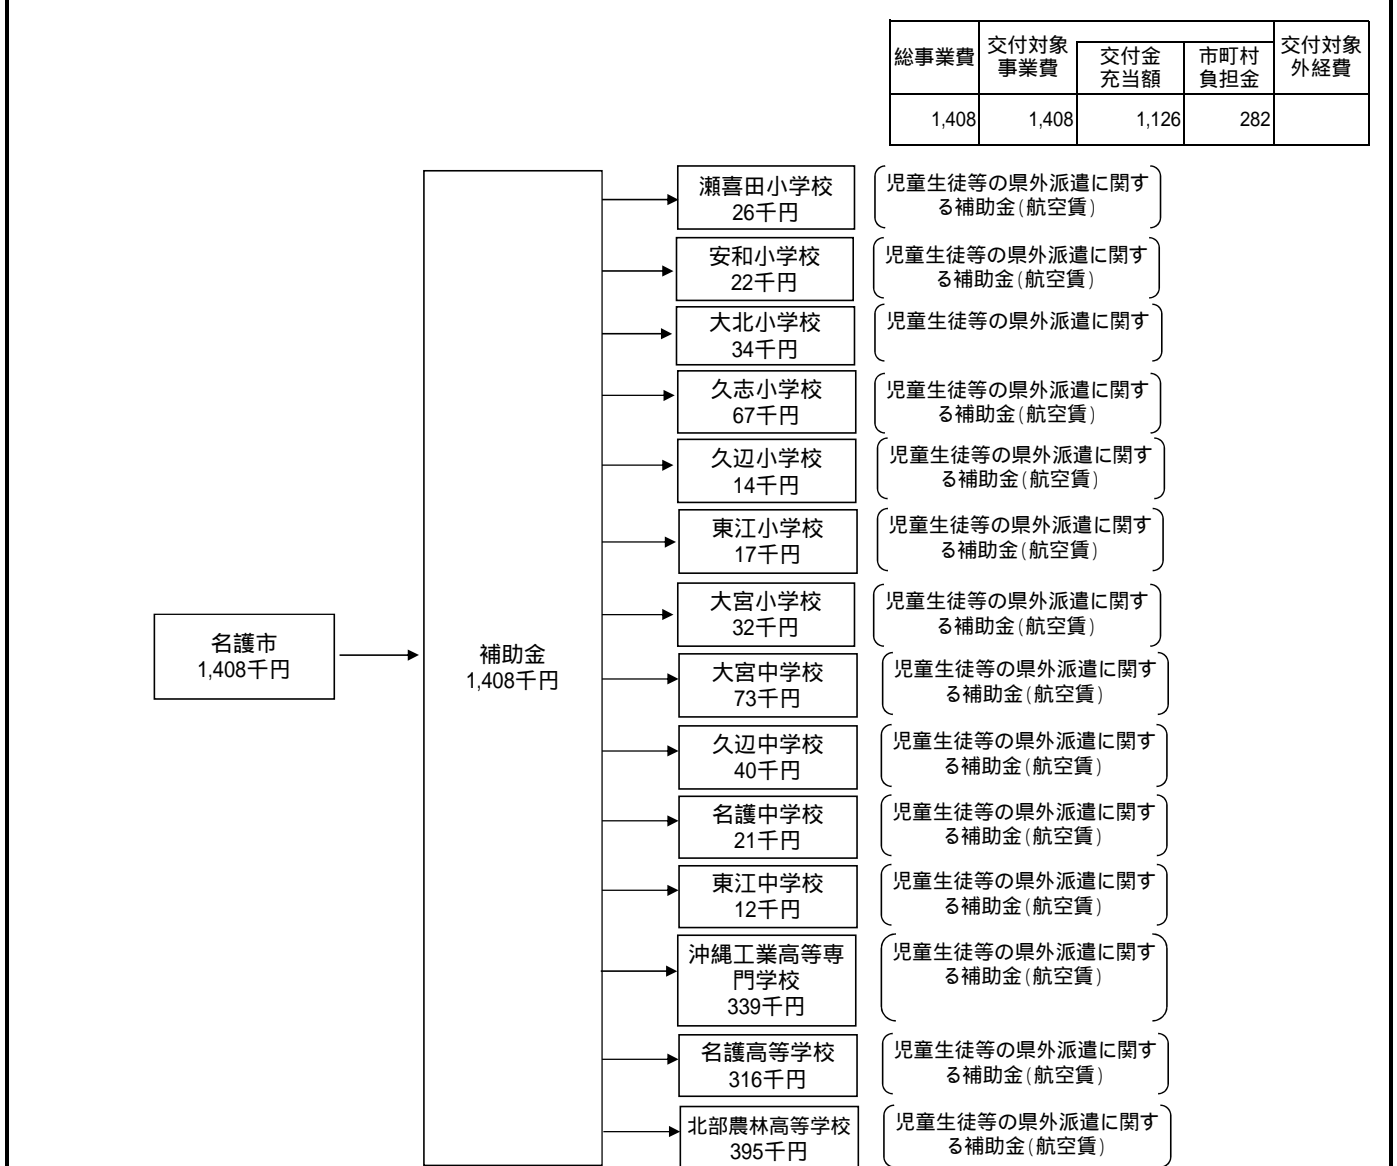 総事業費
交付対象
事業費
交付金
充当額
市町村
負担金
交付対象
外経費
1,408
1,408
1,126
282
名護市
1,408千円
補助金
1,408千円
瀬喜田小学校
26千円
児童生徒等の県外派遣に関す
る補助金(航空賃)
安和小学校
22千円
児童生徒等の県外派遣に関す
る補助金(航空賃)
大北小学校
34千円
児童生徒等の県外派遣に関す
久志小学校
67千円
児童生徒等の県外派遣に関す
る補助金(航空賃)
久辺小学校
14千円
児童生徒等の県外派遣に関す
る補助金(航空賃)
東江小学校
17千円
児童生徒等の県外派遣に関す
る補助金(航空賃)
大宮小学校
32千円
児童生徒等の県外派遣に関す
る補助金(航空賃)
大宮中学校
73千円
児童生徒等の県外派遣に関す
る補助金(航空賃)
久辺中学校
40千円
児童生徒等の県外派遣に関す
る補助金(航空賃)
名護中学校
21千円
児童生徒等の県外派遣に関す
る補助金(航空賃)
東江中学校
12千円
児童生徒等の県外派遣に関す
る補助金(航空賃)
沖縄工業高等専
門学校
339千円
児童生徒等の県外派遣に関す
る補助金(航空賃)
名護高等学校
316千円
児童生徒等の県外派遣に関す
る補助金(航空賃)
北部農林高等学校
395千円
児童生徒等の県外派遣に関す
る補助金(航空賃)